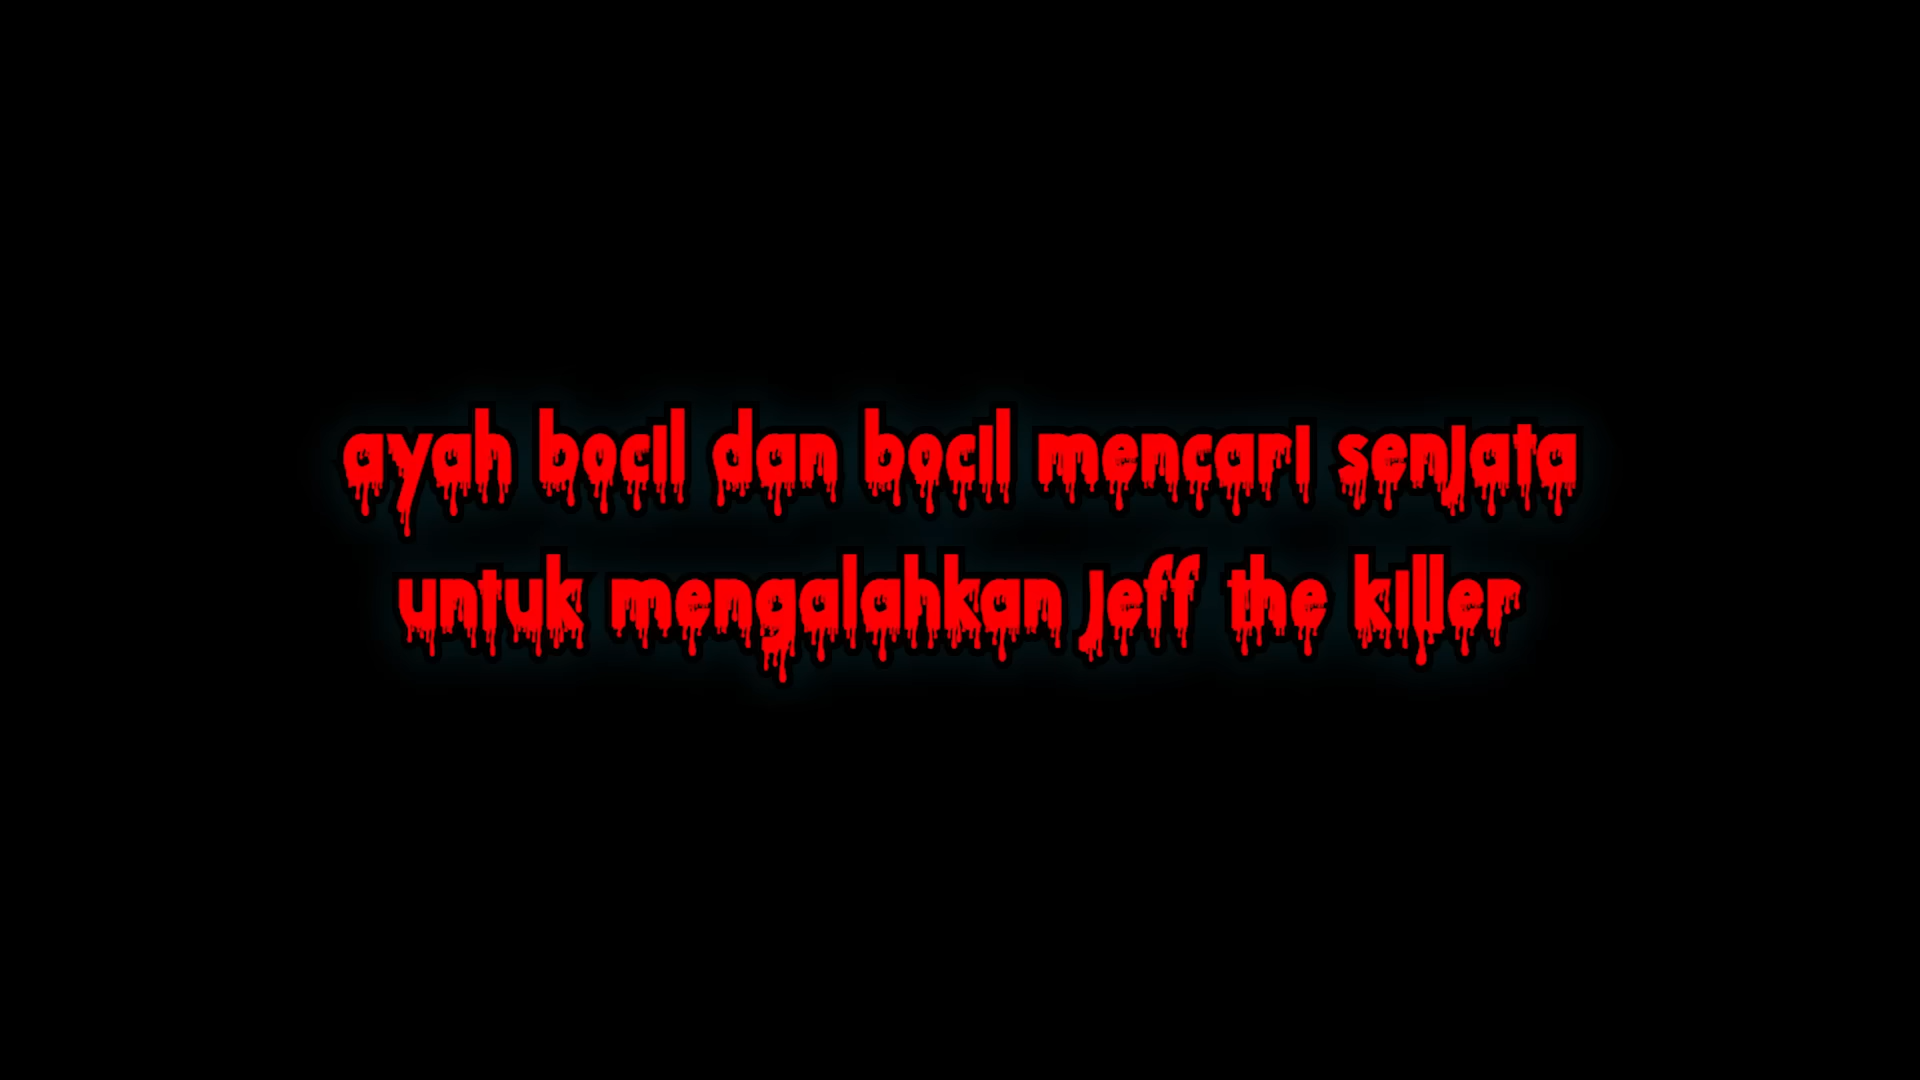 ayah bocil dan bocil mencari senjata
untuk mengalahkan jeff the killer